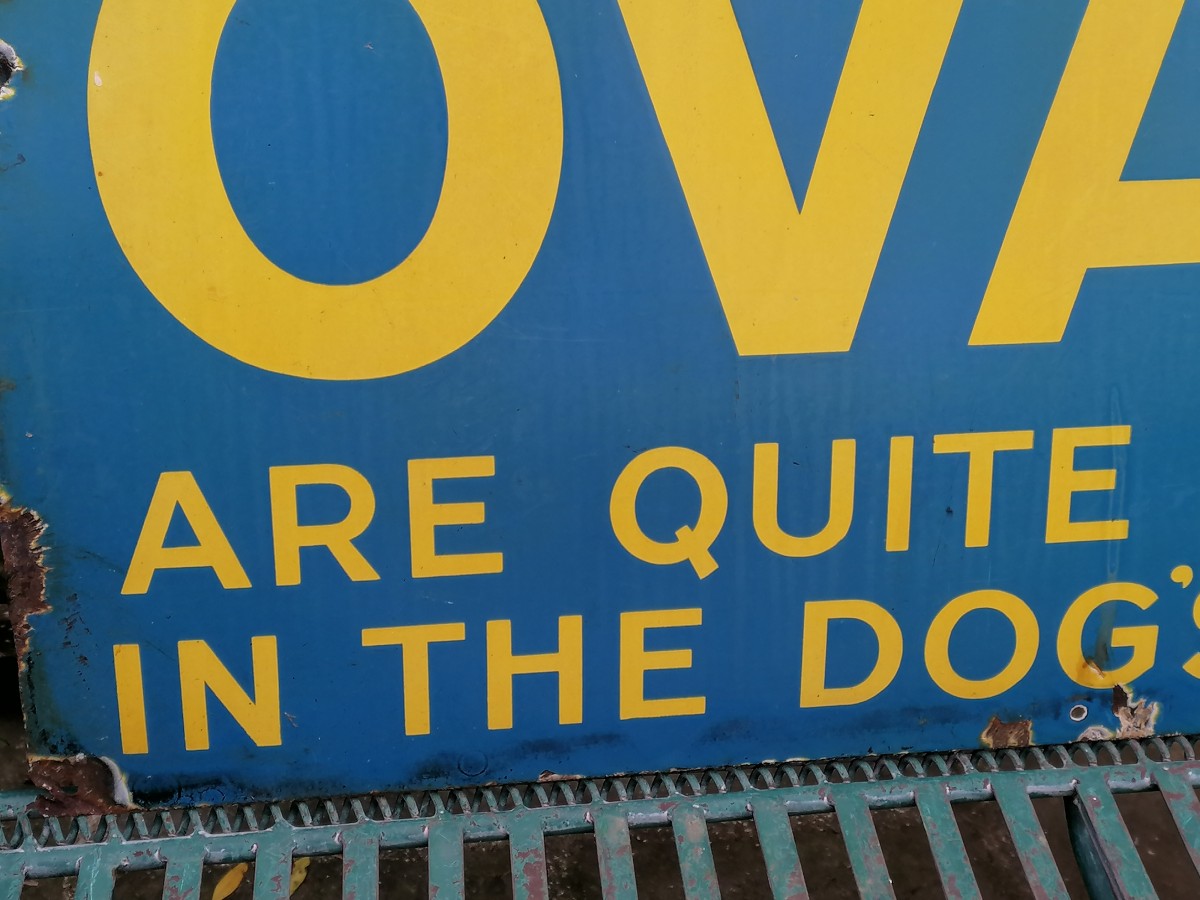 OVA
ARE QUITE
IN THE DOG'S